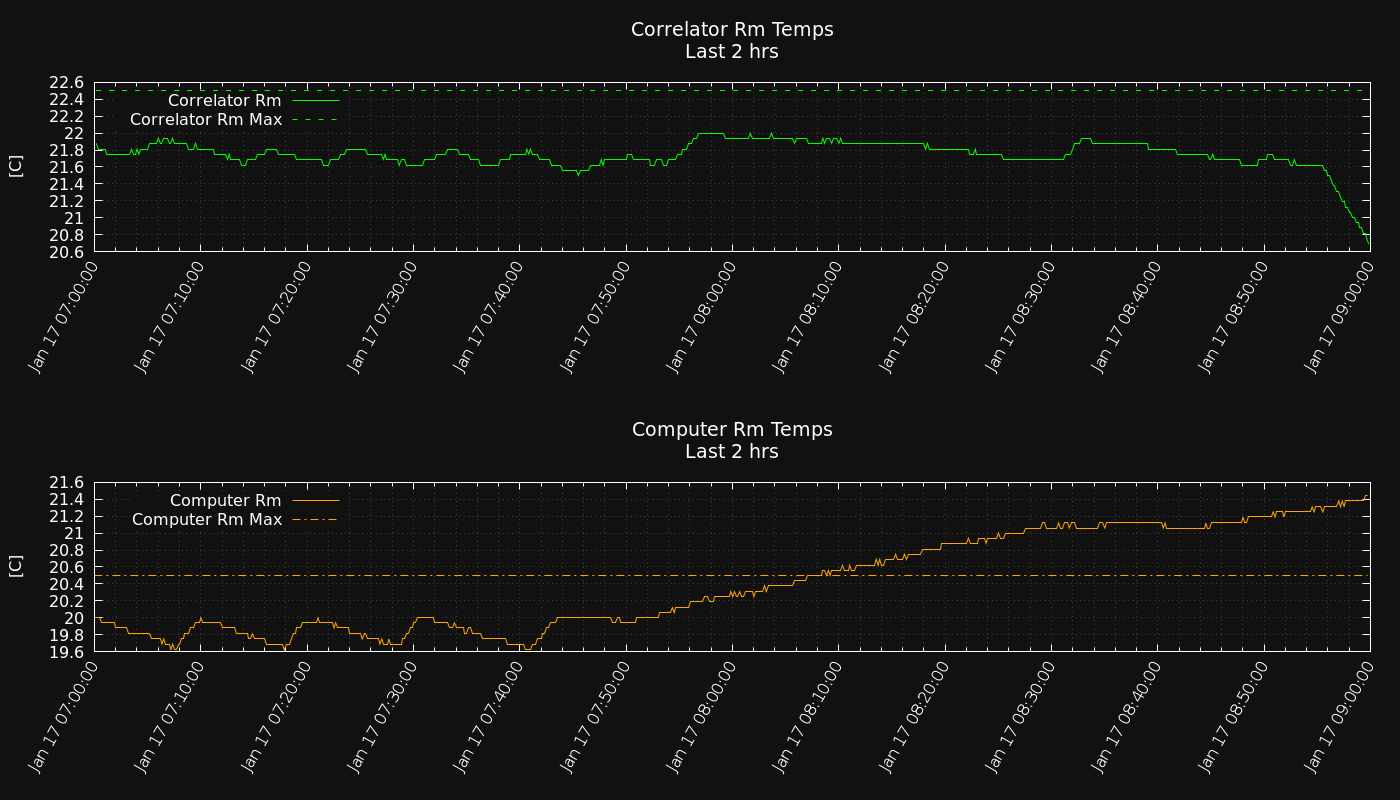 Correlator Rm Temps
Last 2 hrs
22.6
22.4
22.2
22
21.8
21.6
21.4
21.2
21
20.8
20.6
[C]
Correlator Rm
Correlator Rm Max
Jan 17 07:00:00
Jan 17 07:10:00
Jan 17 07:20:00
Jan 17 07:30:00
Jan 17 07:40:00
Jan 17 07:50:00
Jan 17 08:00:00
Jan 17 08:10:00
Jan 17 08:20:00
Jan 17 08:30:00
Jan 17 08:40:00
Jan 17 08:50:00
Jan 17 09:00:00
Computer Rm Temps
Last 2 hrs
21.6
21.4
21.2
21
20.8
20.6
20.4
20.2
20
19.8
19.6
[C]
Computer Rm
Computer Rm Max
Jan 17 07:00:00
Jan 17 07:10:00
Jan 17 07:20:00
Jan 17 07:30:00
Jan 17 07:40:00
Jan 17 07:50:00
Jan 17 08:00:00
Jan 17 08:10:00
Jan 17 08:20:00
Jan 17 08:30:00
Jan 17 08:40:00
Jan 17 08:50:00
Jan 17 09:00:00